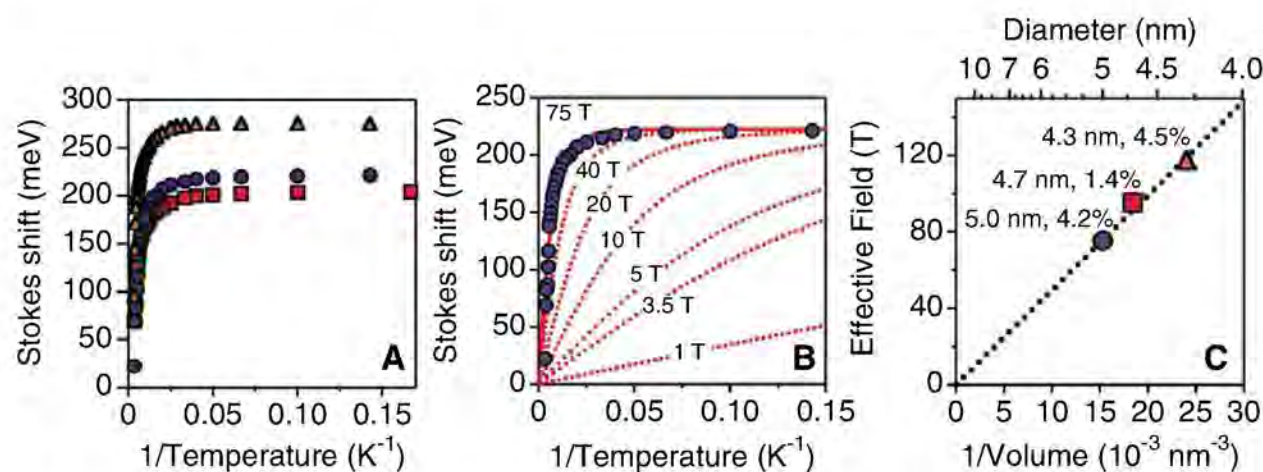 Stokes shift (meV)
300
250
200
150
100
50
0
0
0.05
0.10
0.15
1/Temperature (K⁻¹)
A
Stokes shift (meV)
250
200
150
200
50
0
0
0.05
0.10
0.15
1/Temperature (K⁻¹)
75 T
40 T
20 T
10 T
5 T
3.5 T
1 T
B
Diameter (nm)
10 7 6 5 4.5 4.0
Effective Field (T)
120
80
40
0
4.3 nm, 4.5%
4.7 nm, 1.4%
5.0 nm, 4.2%
C
0 5 10 15 20 25 30
1/Volume (10⁻³ nm⁻³)